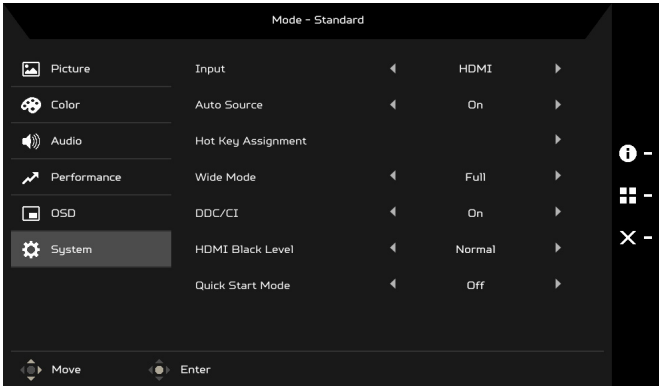 Mode - Standard
Picture
Input HDMI
Color
Auto Source On
Audio
Hot Key Assignment
Performance
Wide Mode Full
OSD
DDC/CI On
System
HDMI Black Level Normal
Quick Start Mode Off
Move Enter